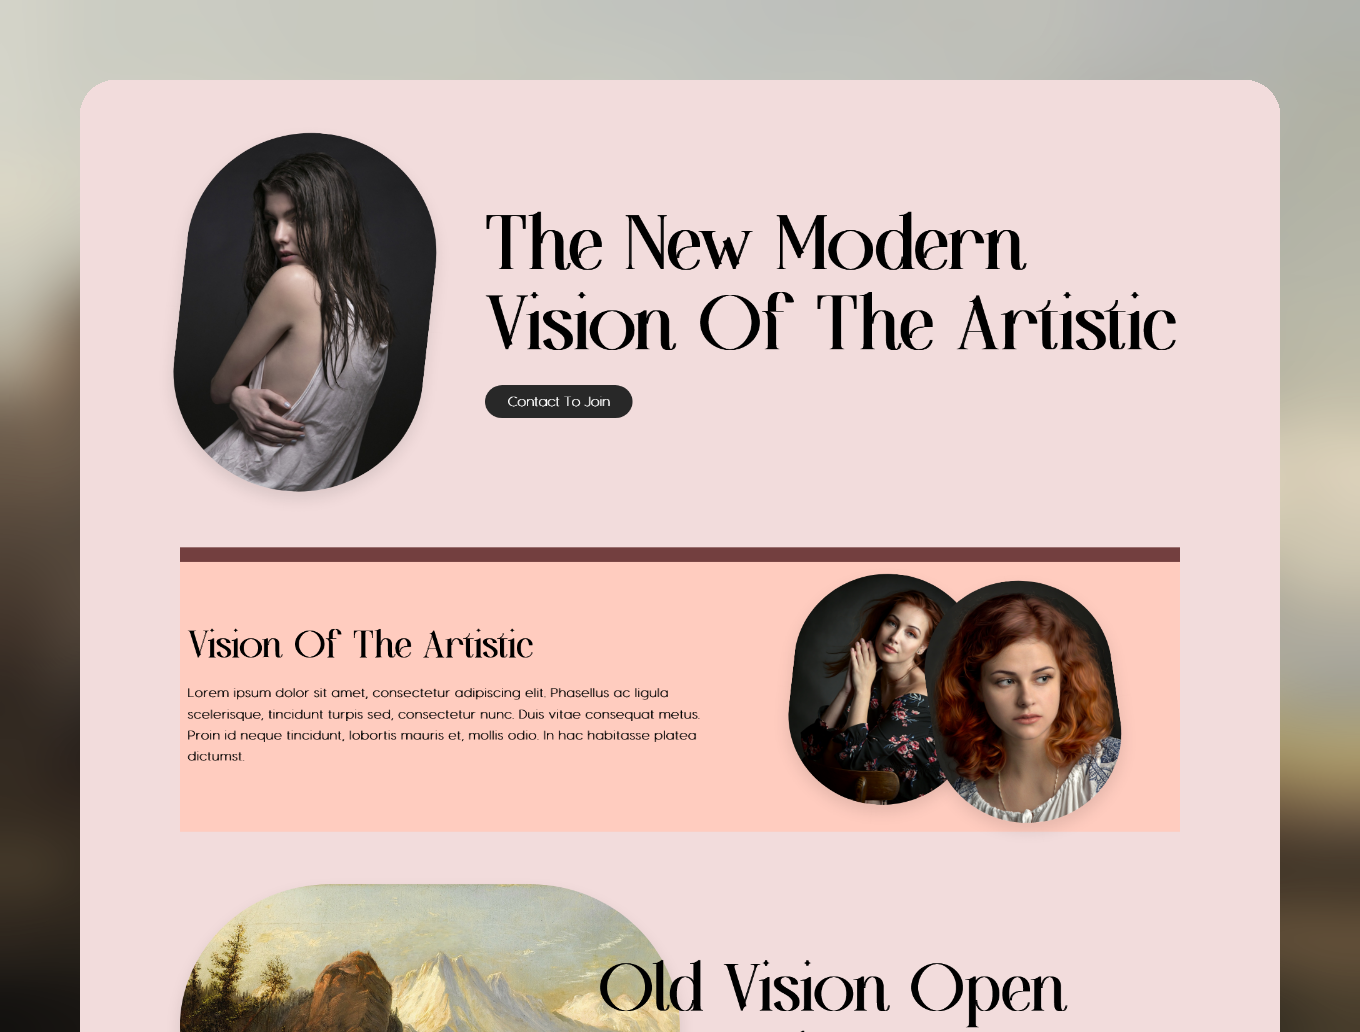 The New Modern
Vision Of The Artistic
Contact To Join
Vision Of The Artistic
Lorem ipsum dolor sit amet, consectetur adipiscing elit. Phasellus ac ligula
scelerisque, tincidunt turpis sed, consectetur nunc. Duis vitae consequat metus.
Proin id neque tincidunt, lobortis mauris et, mollis odio. In hac habitasse platea
dictumst.
Old Vision Open